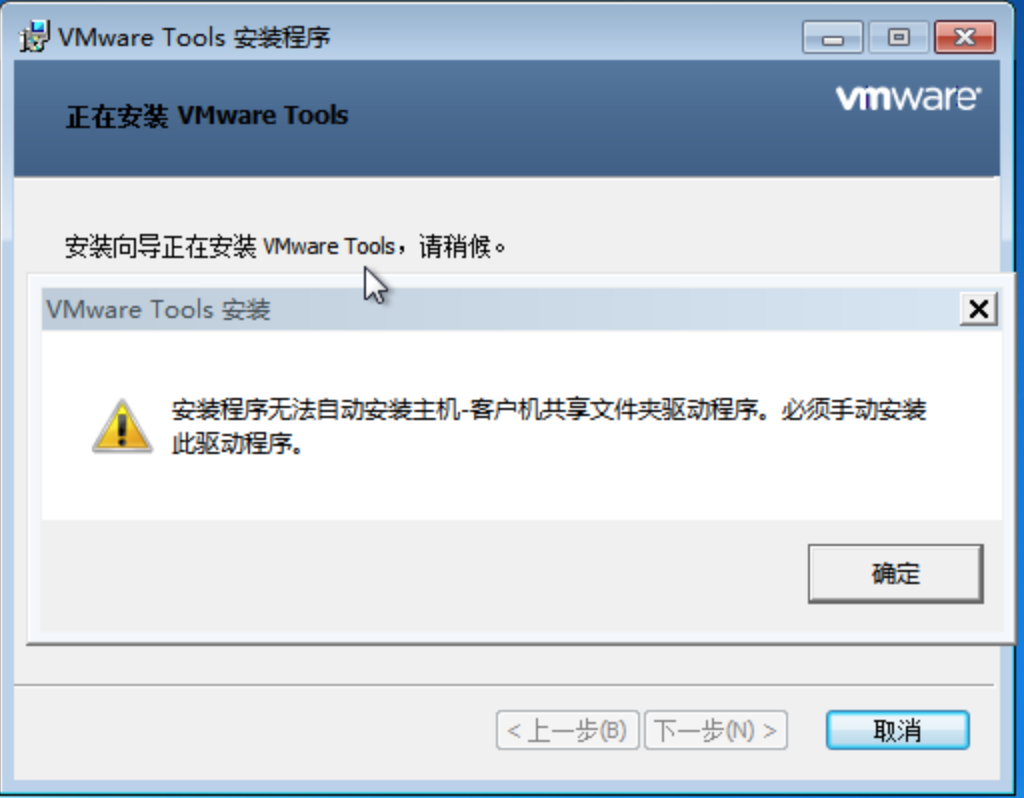 VMware Tools 安装程序
vmware
正在安装 VMware Tools
安装向导正在安装 VMware Tools，请稍候。
VMware Tools 安装
安装程序无法自动安装主机-客户机共享文件夹驱动程序。必须手动安装
此驱动程序。
确定
< 上一步(B)
下一步(N) >
取消